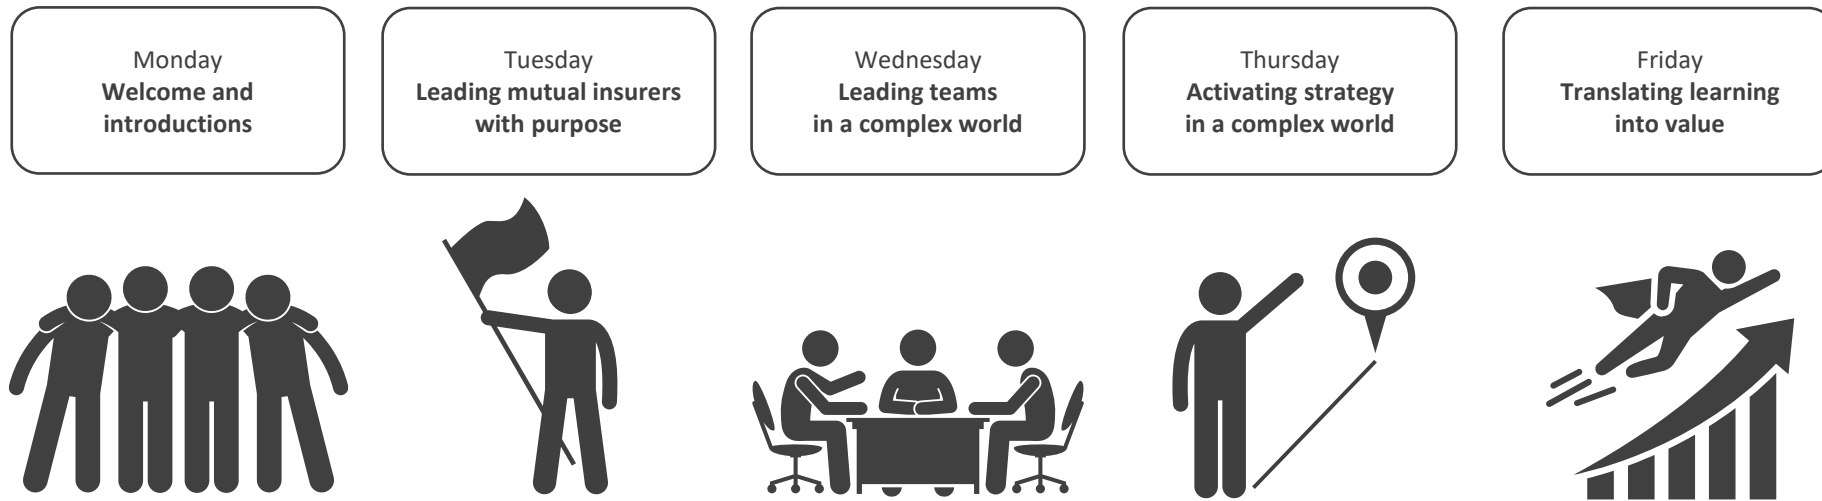 Monday
Welcome and
introductions
Tuesday
Leading mutual insurers
with purpose
Wednesday
Leading teams
in a complex world
Thursday
Activating strategy
in a complex world
Friday
Translating learning
into value